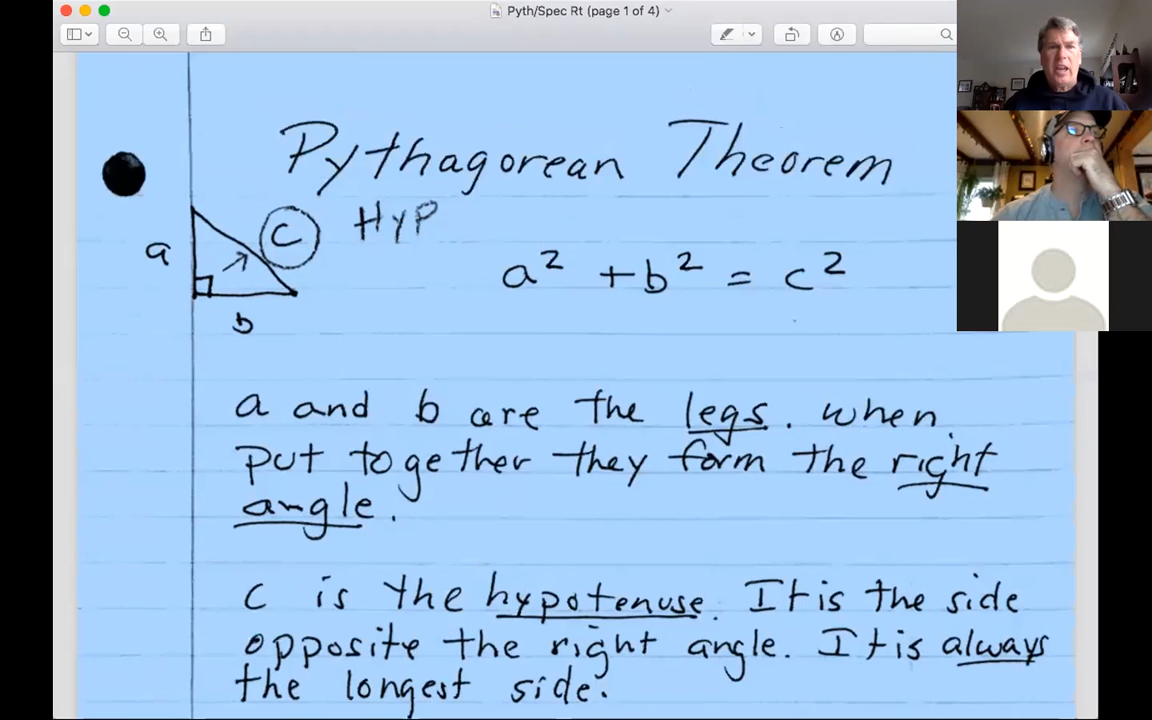 Pyth/Spec Rt (page 1 of 4)
Pythagorean Theorem
C HYP
a
a² + b² = c²
b
a and b are the legs. when
put together they form the right
angle.
c is the hypotenuse. It is the side
opposite the right angle. It is always
the longest side.